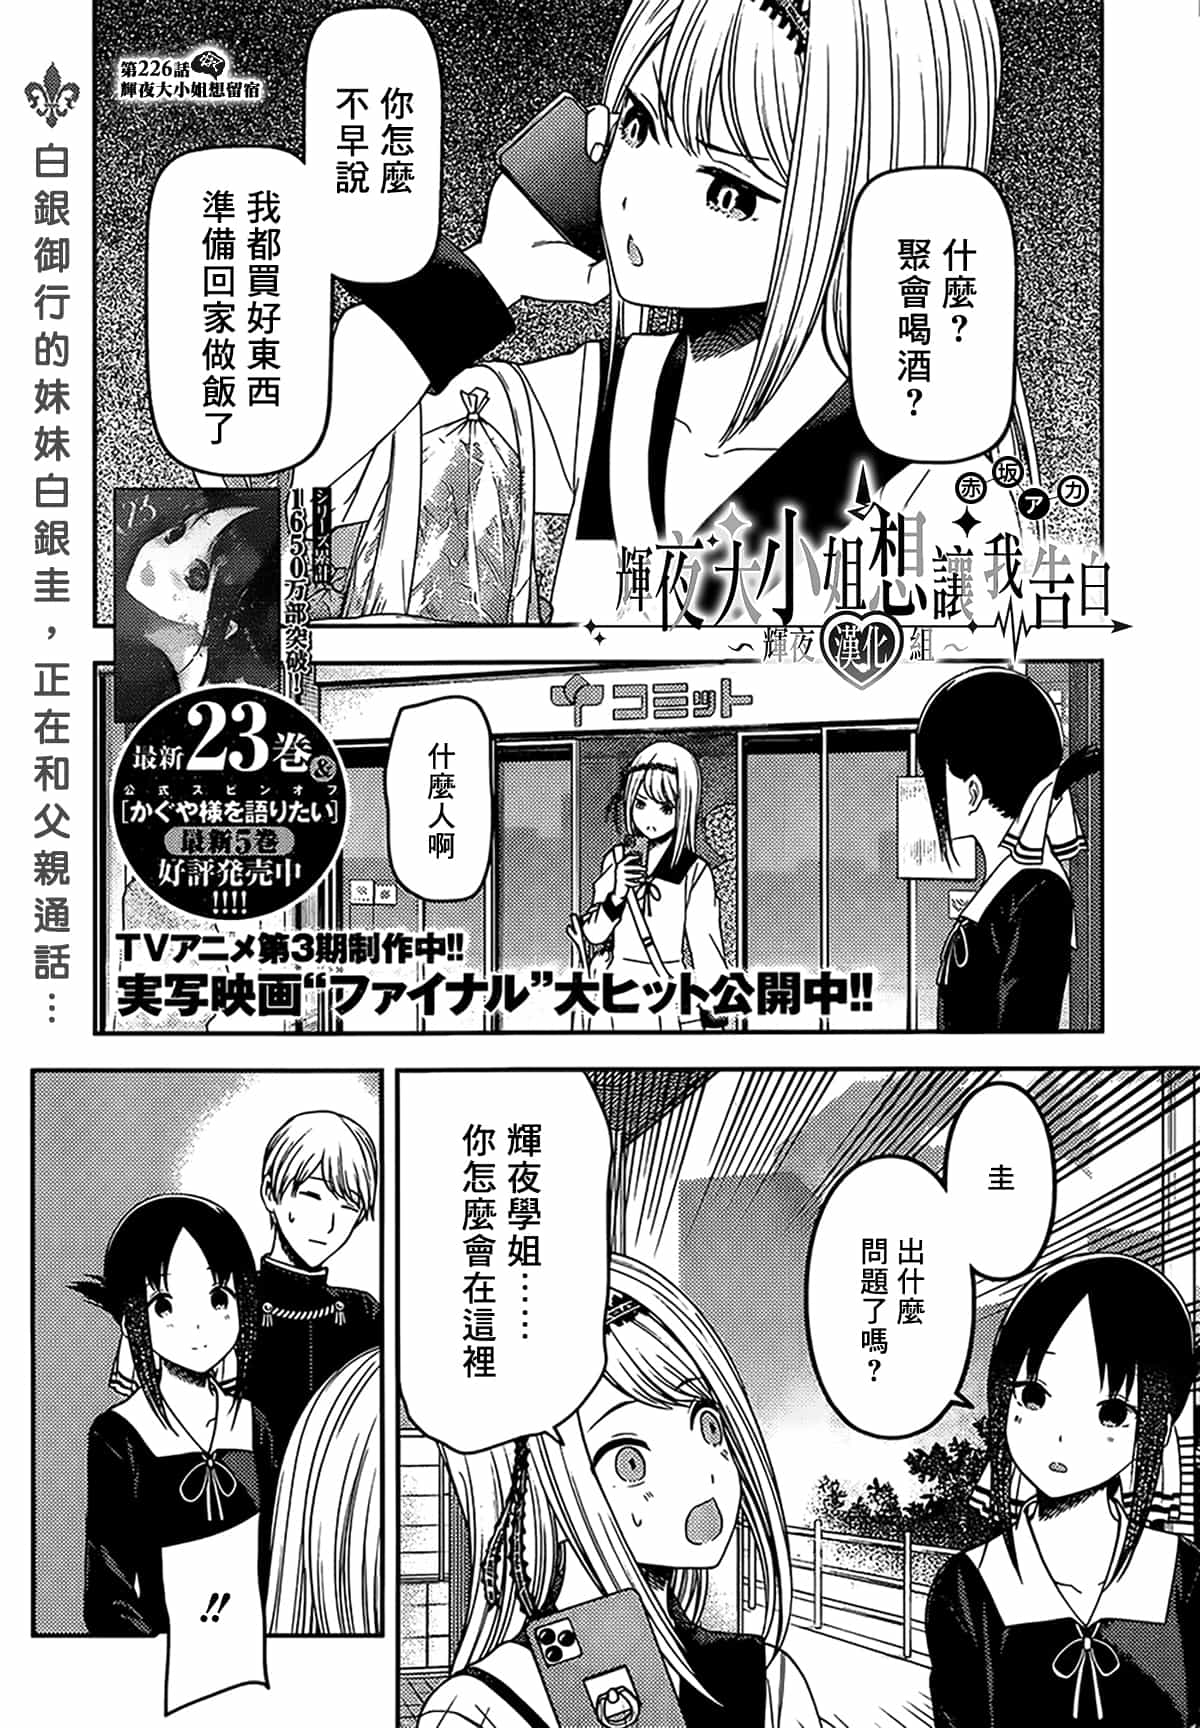 第226話
輝夜大小姐想留宿
白銀御行的妹妹白銀圭，正在和父親通話…
什麼？
聚會喝酒？
你怎麼
不早說
我都買好東西
準備回家做飯了
赤坂アカ
輝夜大小姐想讓我告白
～輝夜漢化組～
シリーズ累計
1650万部突破！
最新23巻&
公式スピンオフ
[かぐや様を語りたい]
最新5巻
好評発売中
!!!!
TVアニメ第3期制作中!!
実写映画“ファイナル”大ヒット公開中!!
コミット
什麼人啊
圭
出什麼
問題了嗎？
輝夜學姐……
你怎麼會在這裡
!!